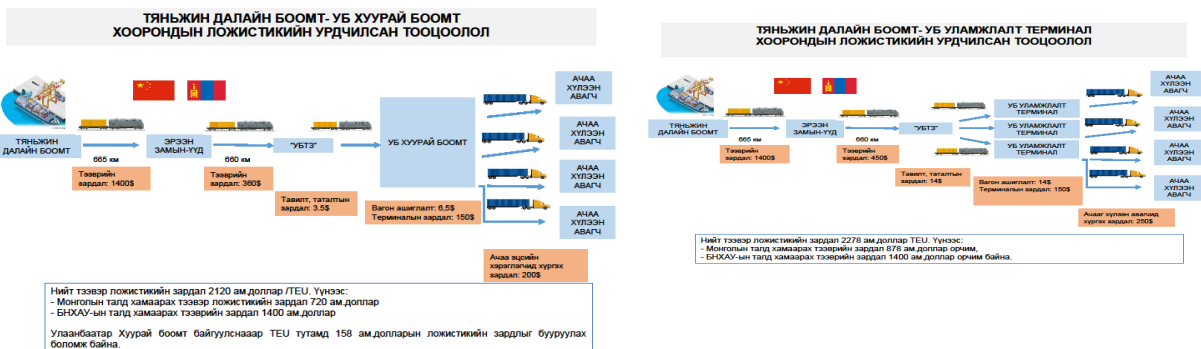 ТЯНЬЖИН ДАЛАЙН БООМТ- УБ ХУУРАЙ БООМТ
ХООРОНДЫН ЛОЖИСТИКИЙН УРДЧИЛСАН ТООЦООЛОЛ
ТЯНЬЖИН
ДАЛАЙН БООМТ
665 км
Тээврийн
зардал: 1400$
ЭРЭЭН
ЗАМЫН-ҮҮД
660 км
Тээврийн
зардал: 360$
"УБТЗ"
Тавилт, таталтын
зардал: 3.5$
УБ ХУУРАЙ БООМТ
Вагон ашиглалт: 6,5$
Терминалын зардал: 150$
АЧАА
ХҮЛЭЭН
АВАГЧ
АЧАА
ХҮЛЭЭН
АВАГЧ
АЧАА
ХҮЛЭЭН
АВАГЧ
АЧАА
ХҮЛЭЭН
АВАГЧ
Ачаа эцсийн
хэрэглэгчид хүргэх
зардал: 200$
Нийт тээвэр ложистикийн зардал 2120 ам.доллар /TEU. Үүнээс:
- Монголын талд хамаарах тээвэр ложистикийн зардал 720 ам.доллар
- БНХАУ-ын талд хамаарах тээврийн зардал 1400 ам.доллар
Улаанбаатар Хуурай боомт байгуулснаар TEU тутамд 158 ам.долларын ложистикийн зардлыг бууруулах
боломж байна.
ТЯНЬЖИН ДАЛАЙН БООМТ- УБ УЛАМЖЛАЛТ ТЕРМИНАЛ
ХООРОНДЫН ЛОЖИСТИКИЙН УРДЧИЛСАН ТООЦООЛОЛ
ТЯНЬЖИН
ДАЛАЙН БООМТ
665 км
Тээврийн
зардал: 1400$
ЭРЭЭН
ЗАМЫН-ҮҮД
660 км
Тээврийн
зардал: 450$
"УБТЗ"
Тавилт, таталтын
зардал: 14$
УБ УЛАМЖЛАЛТ
ТЕРМИНАЛ
УБ УЛАМЖЛАЛТ
ТЕРМИНАЛ
УБ УЛАМЖЛАЛТ
ТЕРМИНАЛ
Вагон ашиглалт: 14$
Терминалын зардал: 150$
АЧАА
ХҮЛЭЭН
АВАГЧ
АЧАА
ХҮЛЭЭН
АВАГЧ
АЧАА
ХҮЛЭЭН
АВАГЧ
АЧАА
ХҮЛЭЭН
АВАГЧ
Ачааг хүлээн авагчид
хүргэх зардал: 250$
Нийт тээвэр ложистикийн зардал 2278 ам.доллар TEU. Үүнээс:
- Монголын талд хамаарах тээврийн зардал 878 ам.доллар орчим,
- БНХАУ-ын талд хамаарах тээврийн зардал 1400 ам.доллар орчим байна.